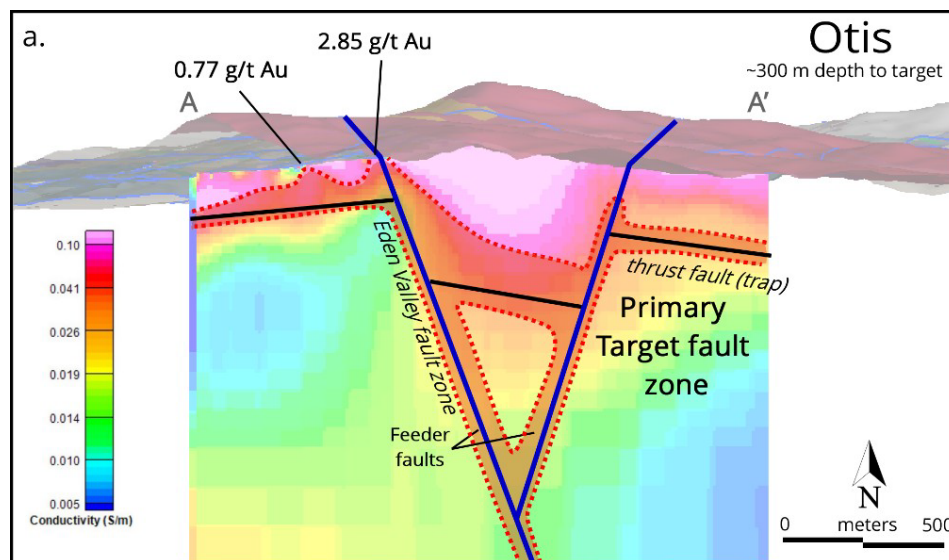 a.
2.85 g/t Au
Otis
0.77 g/t Au
~300 m depth to target
A
A'
0.10
0.041
0.026
0.019
0.014
0.010
0.005
Conductivity (S/m)
Eden Valley fault zone
thrust fault (trap)
Primary
Target fault
zone
Feeder
faults
N
0 meters 500